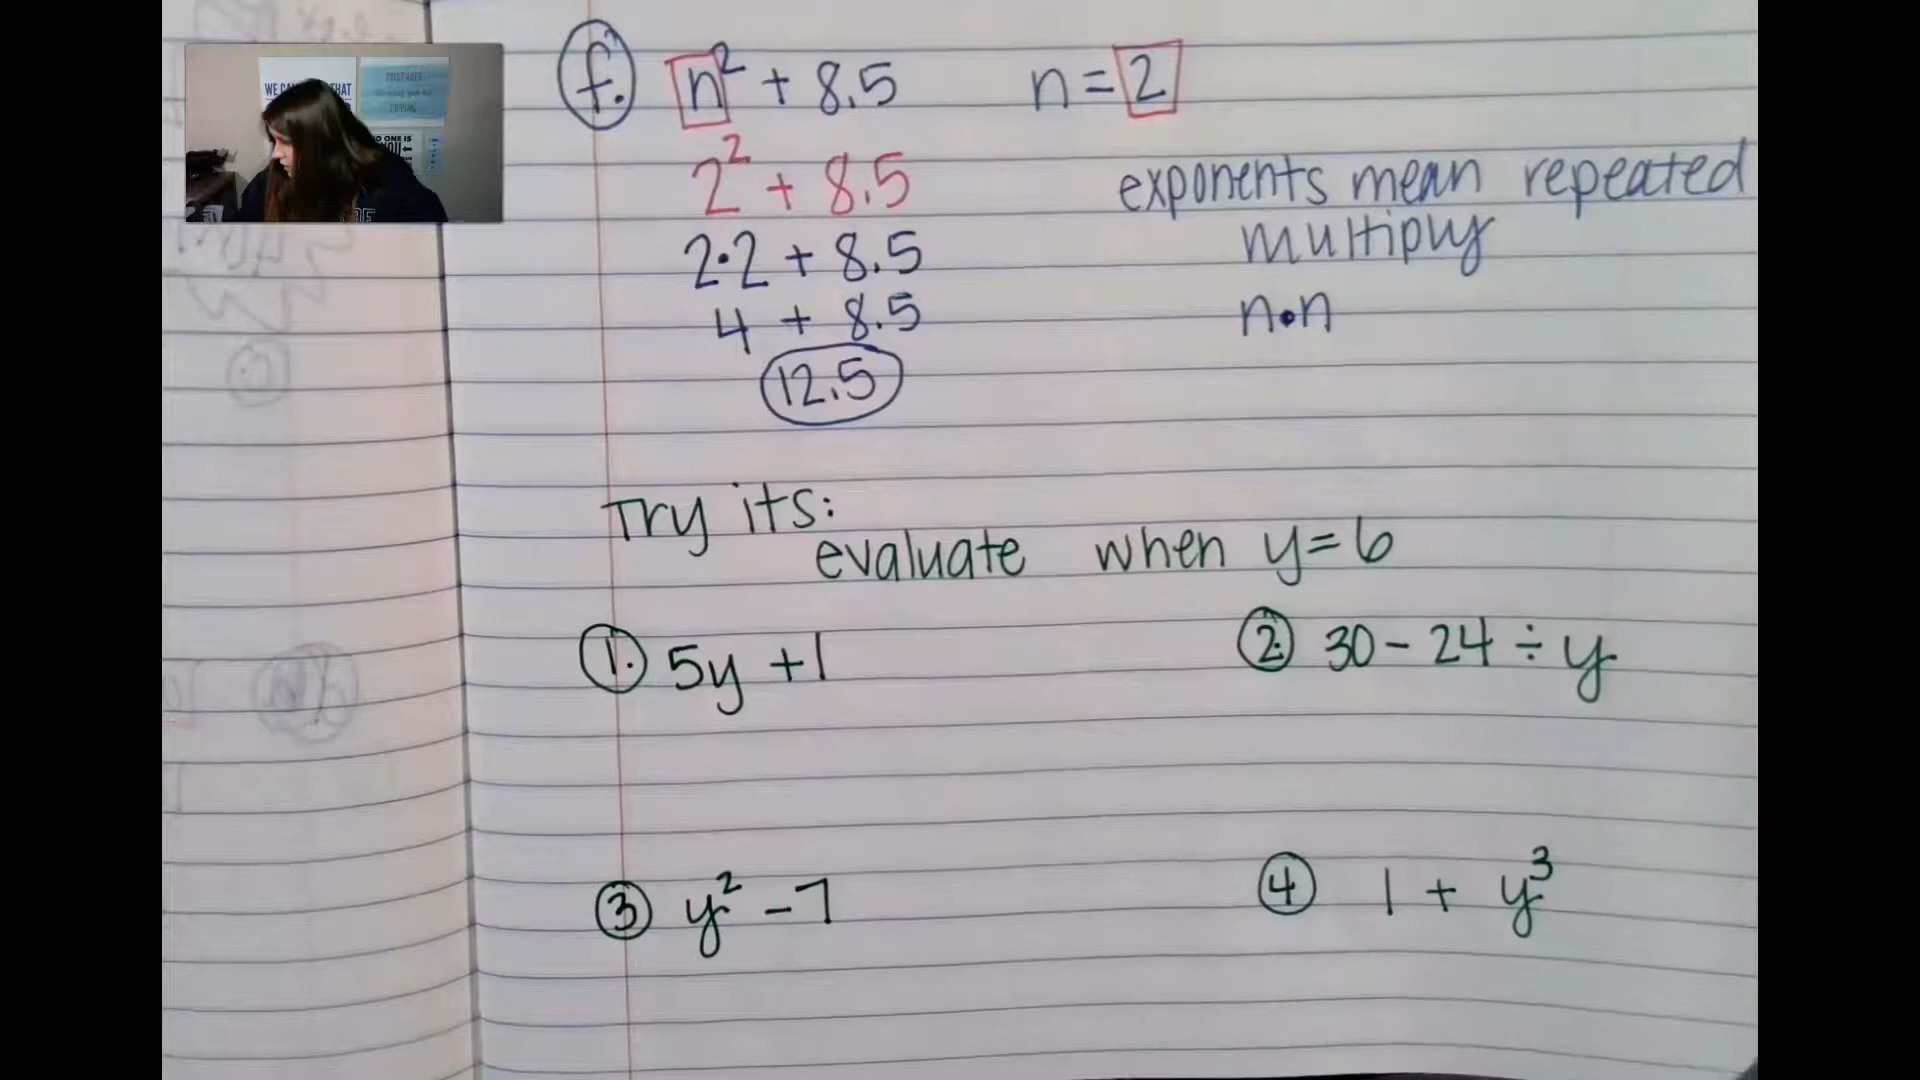 f. n² + 8.5 n = 2
2² + 8.5
exponents mean repeated
multiply
2·2 + 8.5
4 + 8.5
n•n
12.5
Try its:
evaluate when y=6
1. 5y +1
2. 30 - 24 ÷ y
3 y² - 7
4 1 + y³